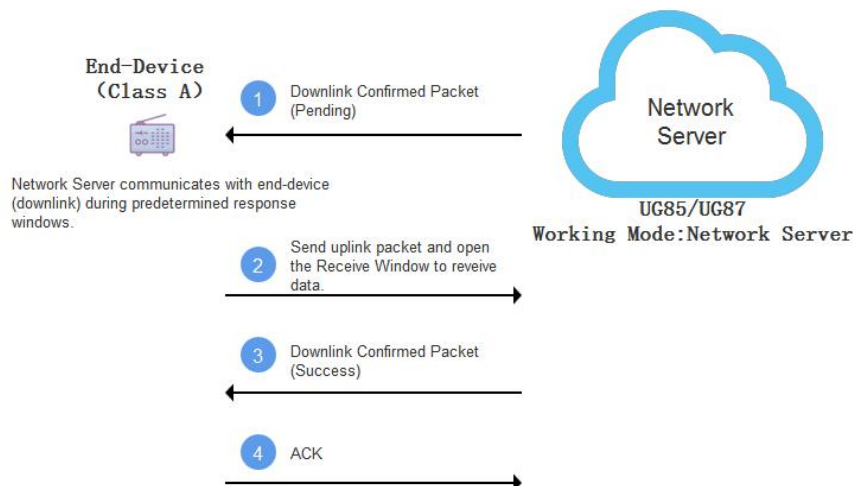 End-Device
(Class A)
1
Downlink Confirmed Packet
(Pending)
Network
Server
Network Server communicates with end-device
(downlink) during predetermined response
windows.
UG85/UG87
Working Mode:Network Server
2
Send uplink packet and open
the Receive Window to reveive
data.
3
Downlink Confirmed Packet
(Success)
4
ACK